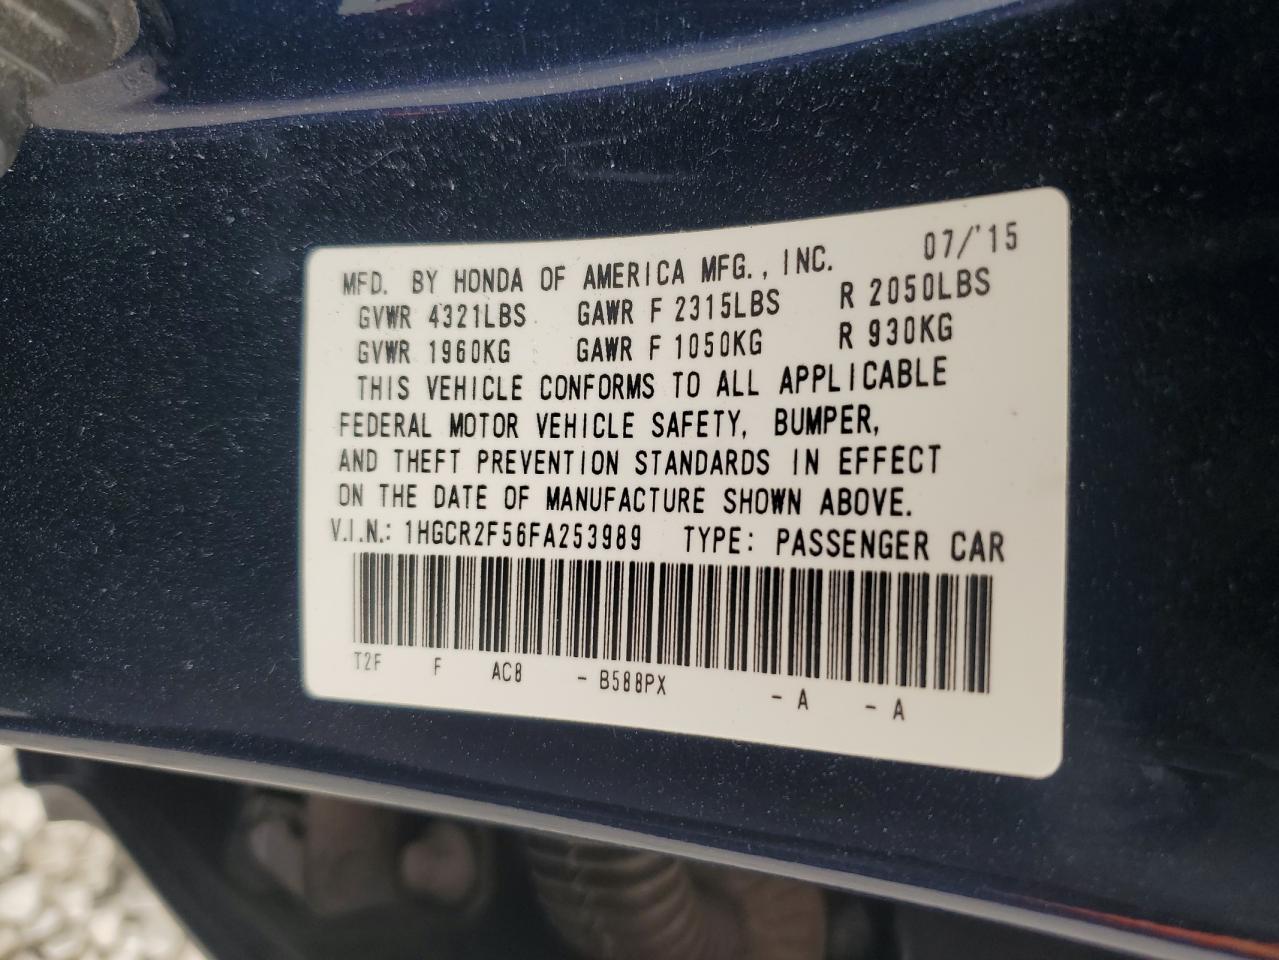 MFD. BY HONDA OF AMERICA MFG., INC. 07/'15
GVWR 4321LBS GAWR F 2315LBS R 2050LBS
GVWR 1960KG GAWR F 1050KG R 930KG
THIS VEHICLE CONFORMS TO ALL APPLICABLE
FEDERAL MOTOR VEHICLE SAFETY, BUMPER,
AND THEFT PREVENTION STANDARDS IN EFFECT
ON THE DATE OF MANUFACTURE SHOWN ABOVE.
V.I.N.: 1HGCR2F56FA253989 TYPE: PASSENGER CAR
T2F F AC8 - B588PX - A - A